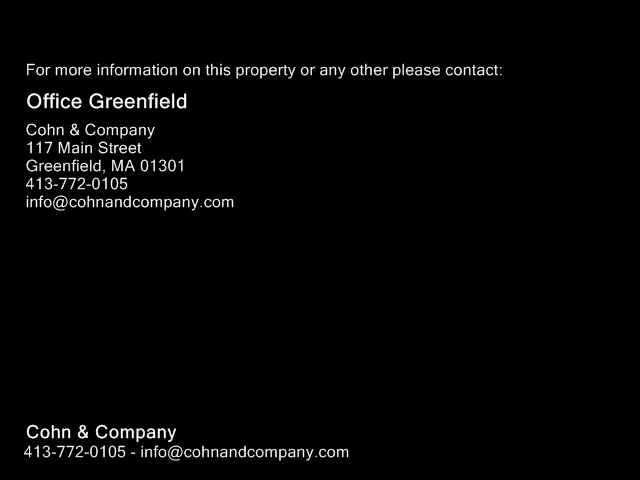 For more information on this property or any other please contact:
Office Greenfield
Cohn & Company
117 Main Street
Greenfield, MA 01301
413-772-0105
info@cohnandcompany.com
Cohn & Company
413-772-0105 - info@cohnandcompany.com